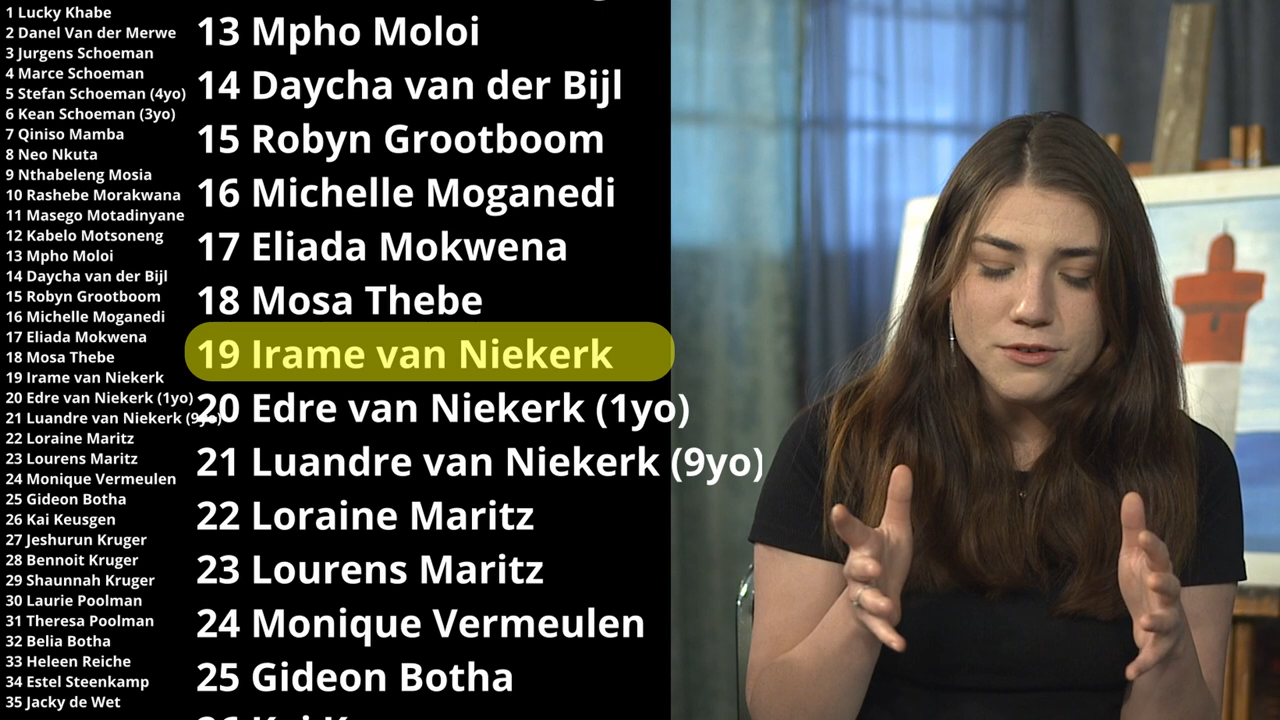 1 Lucky Khabe
2 Danel Van der Merwe
3 Jurgens Schoeman
4 Marce Schoeman
5 Stefan Schoeman (4yo)
6 Kean Schoeman (3yo)
7 Qiniso Mamba
8 Neo Nkuta
9 Nthabeleng Mosia
10 Rashebe Morakwana
11 Masego Motadinyane
12 Kabelo Motsoneng
13 Mpho Moloi
14 Daycha van der Bijl
15 Robyn Grootboom
16 Michelle Moganedi
17 Eliada Mokwena
18 Mosa Thebe
19 Irame van Niekerk
20 Edre van Niekerk (1yo)
21 Luandre van Niekerk (9yo)
22 Loraine Maritz
23 Lourens Maritz
24 Monique Vermeulen
25 Gideon Botha
26 Kai Keusgen
27 Jeshurun Kruger
28 Bennoit Kruger
29 Shaunnah Kruger
30 Laurie Poolman
31 Theresa Poolman
32 Belia Botha
33 Heleen Reiche
34 Estel Steenkamp
35 Jacky de Wet
13 Mpho Moloi
14 Daycha van der Bijl
15 Robyn Grootboom
16 Michelle Moganedi
17 Eliada Mokwena
18 Mosa Thebe
19 Irame van Niekerk
20 Edre van Niekerk (1yo)
21 Luandre van Niekerk (9yo)
22 Loraine Maritz
23 Lourens Maritz
24 Monique Vermeulen
25 Gideon Botha